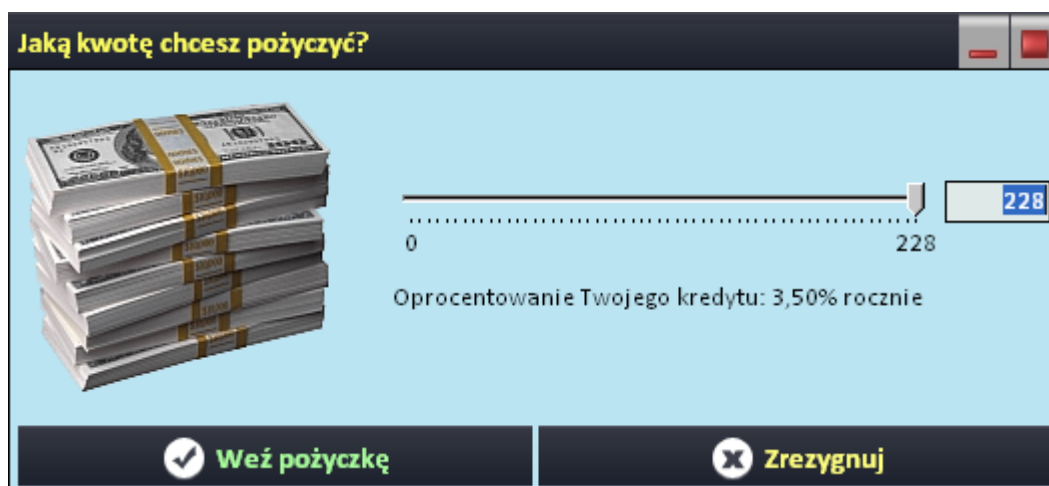 Jaką kwotę chcesz pożyczyć?
228
0 228
Oprocentowanie Twojego kredytu: 3,50% rocznie
Weź pożyczkę Zrezygnuj